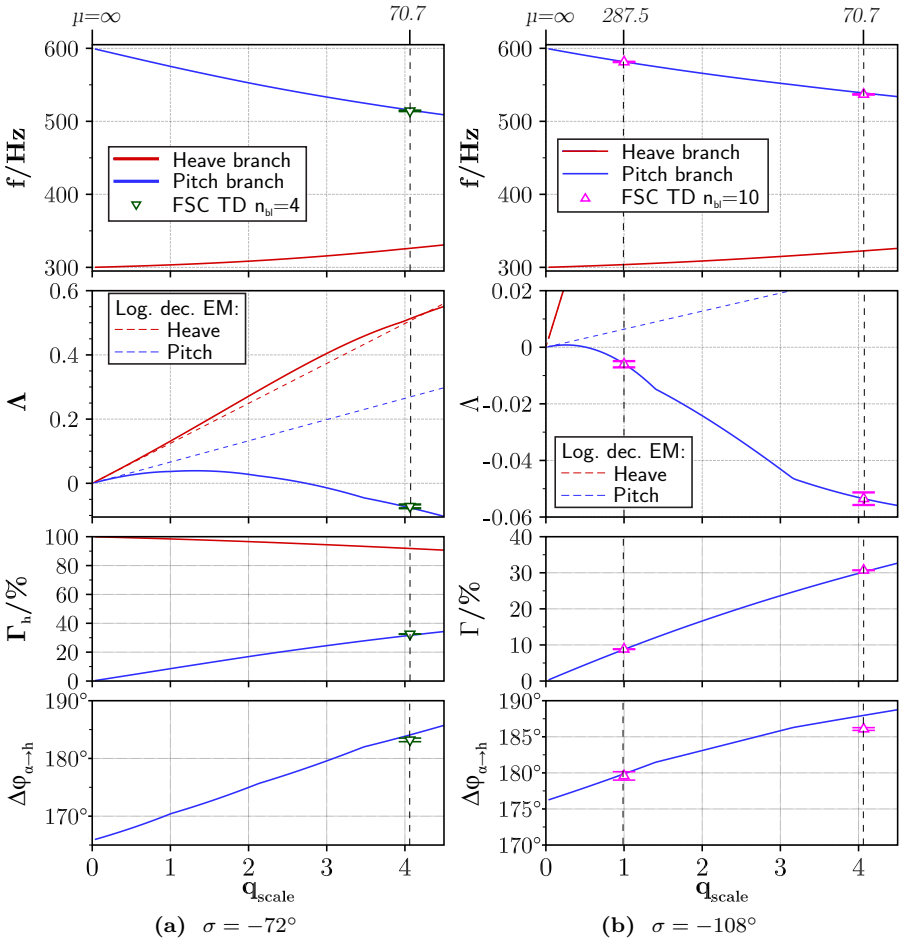 μ=∞ 70.7
600
500
400
300
f/Hz
Heave branch
Pitch branch
FSC TD n_bl=4
0.6
0.4
0.2
0
Λ
Log. dec. EM:
Heave
Pitch
100
80
60
40
20
0
Γ_h/%
190°
180°
170°
Δφ_α→h
0 1 2 3 4
q_scale
(a) σ = −72°
μ=∞ 287.5 70.7
600
500
400
300
f/Hz
Heave branch
Pitch branch
FSC TD n_bl=10
0.02
0
-0.02
-0.04
-0.06
Λ
Log. dec. EM:
Heave
Pitch
40
30
20
10
0
Γ/%
190°
185°
180°
175°
170°
Δφ_α→h
0 1 2 3 4
q_scale
(b) σ = −108°